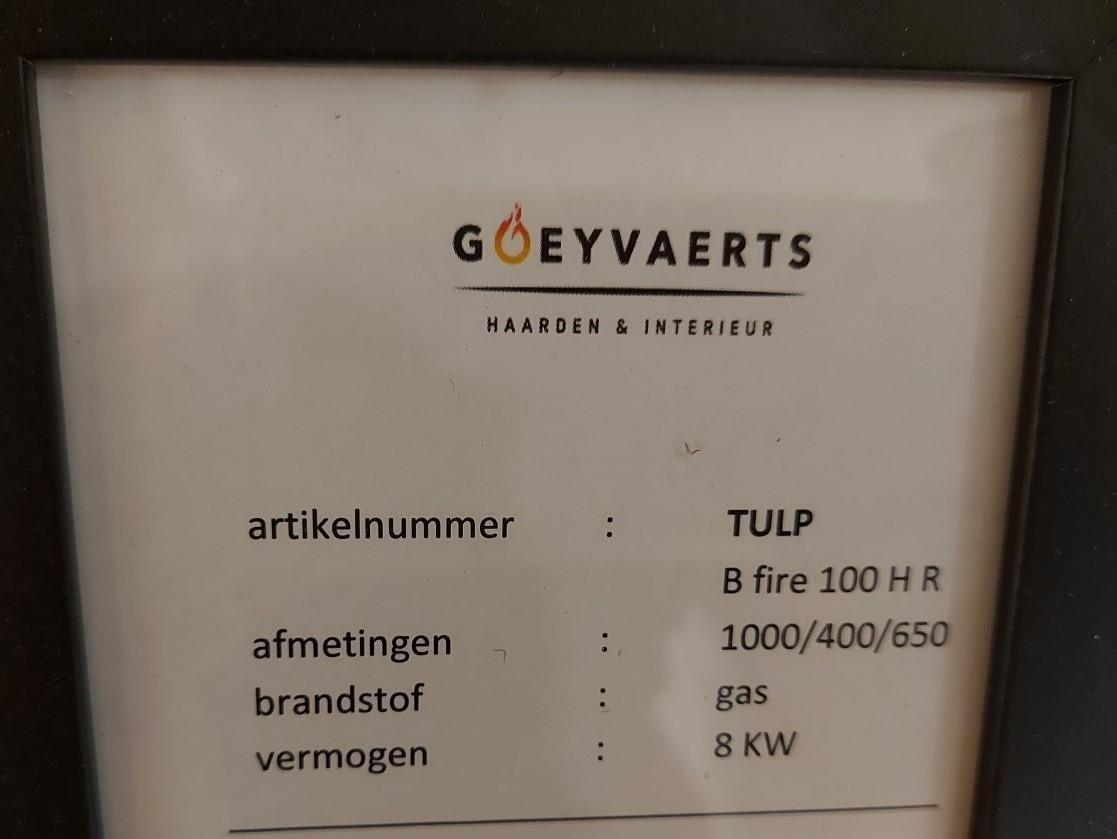 GOEYVAERTS
HAARDEN & INTERIEUR
artikelnummer : TULP
B fire 100 H R
afmetingen : 1000/400/650
brandstof : gas
vermogen : 8 KW